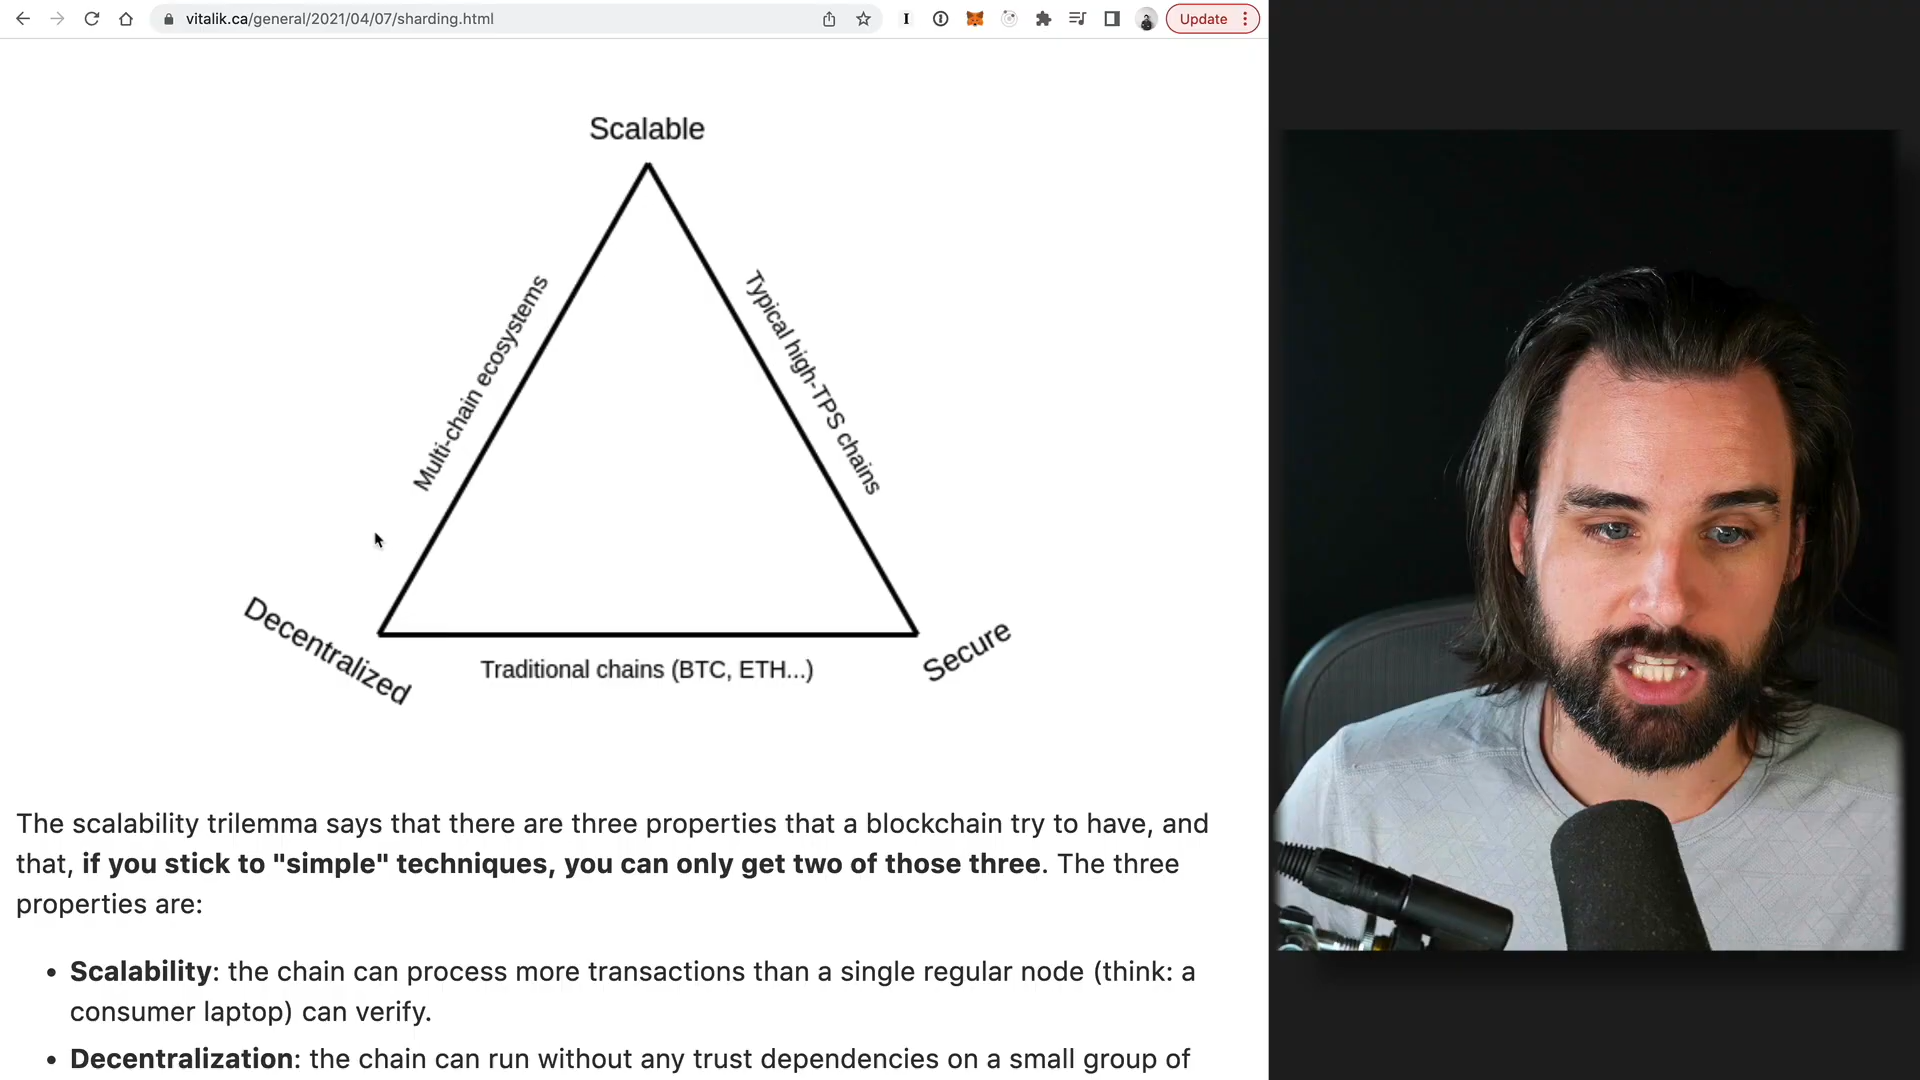 vitalik.ca/general/2021/04/07/sharding.html
Update
Scalable
Multi-chain ecosystems
Typical high-TPS chains
Decentralized
Secure
Traditional chains (BTC, ETH...)
The scalability trilemma says that there are three properties that a blockchain try to have, and
that, if you stick to "simple" techniques, you can only get two of those three. The three
properties are:
• Scalability: the chain can process more transactions than a single regular node (think: a
consumer laptop) can verify.
• Decentralization: the chain can run without any trust dependencies on a small group of